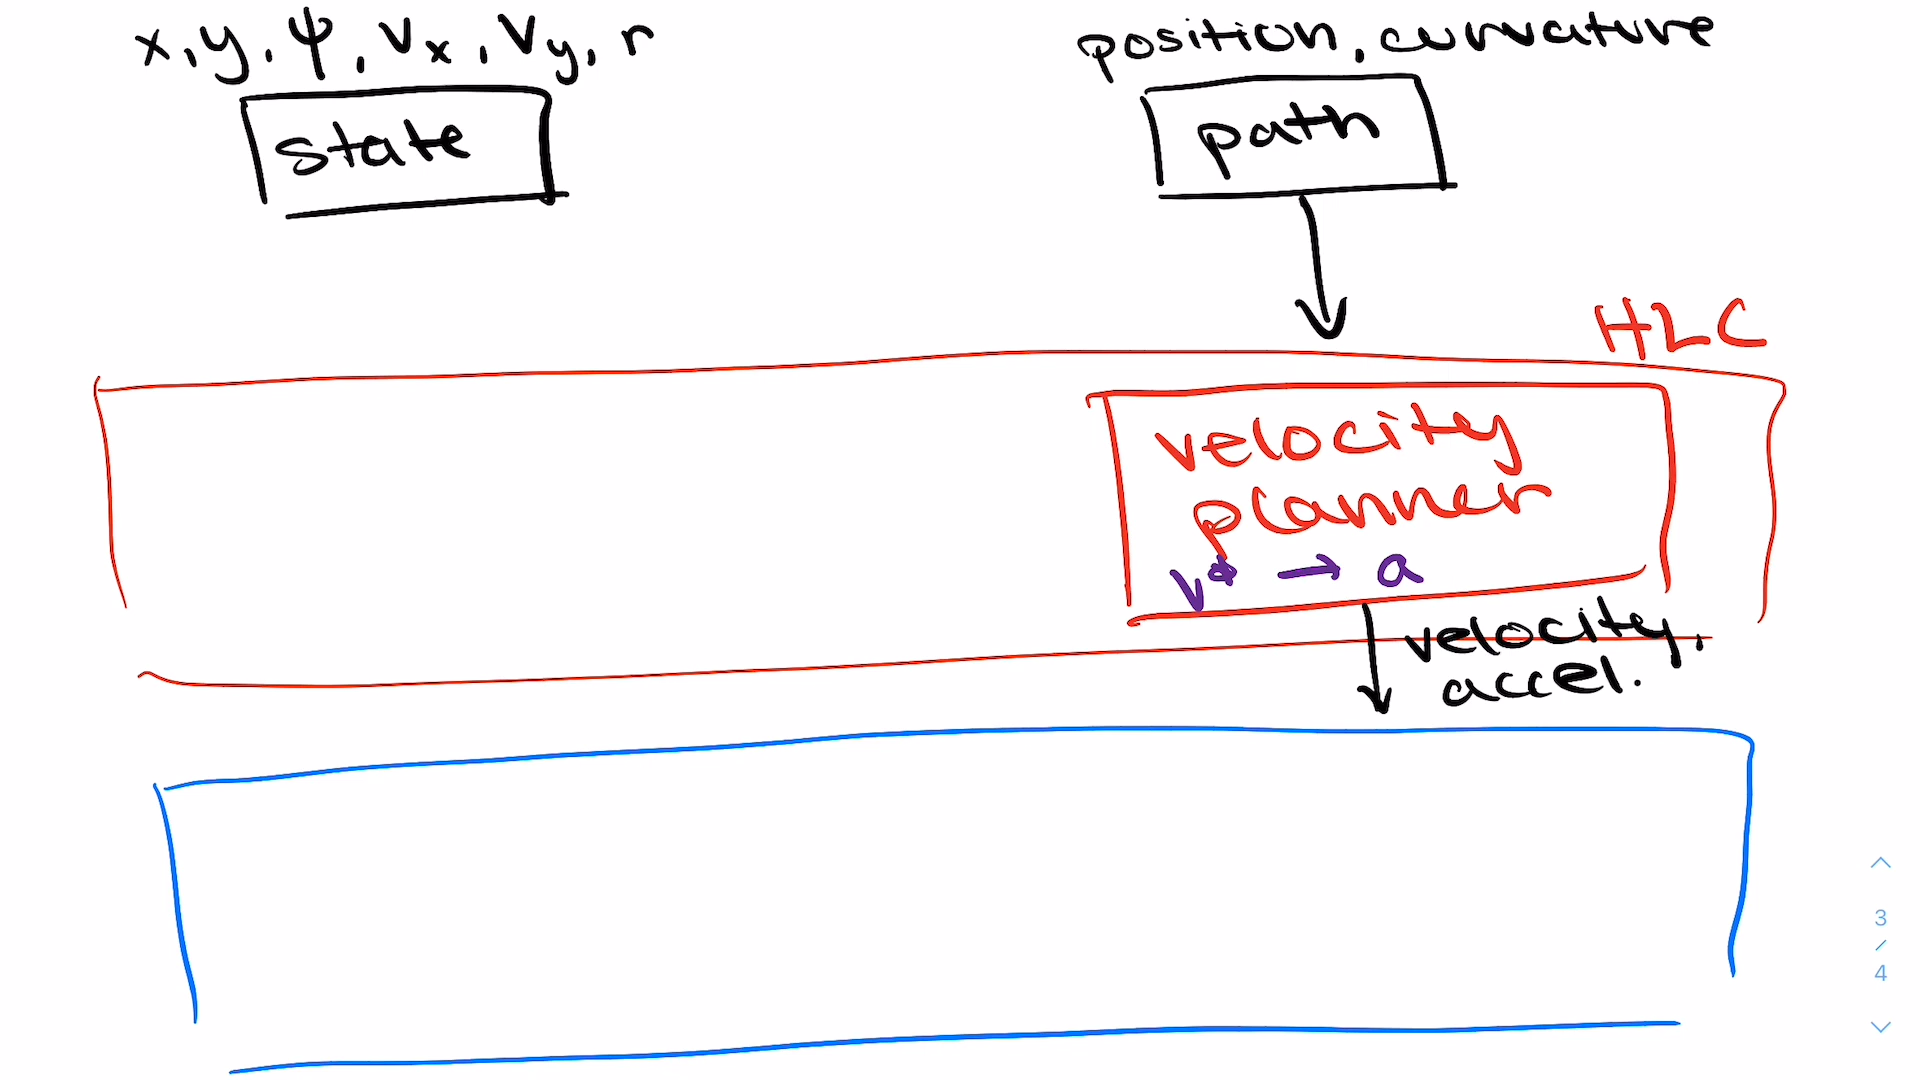 x, y, ψ, Vx, Vy, r
position, curvature
state
path
HLC
velocity
planner
v* → a
velocity,
accel.
3
/
4